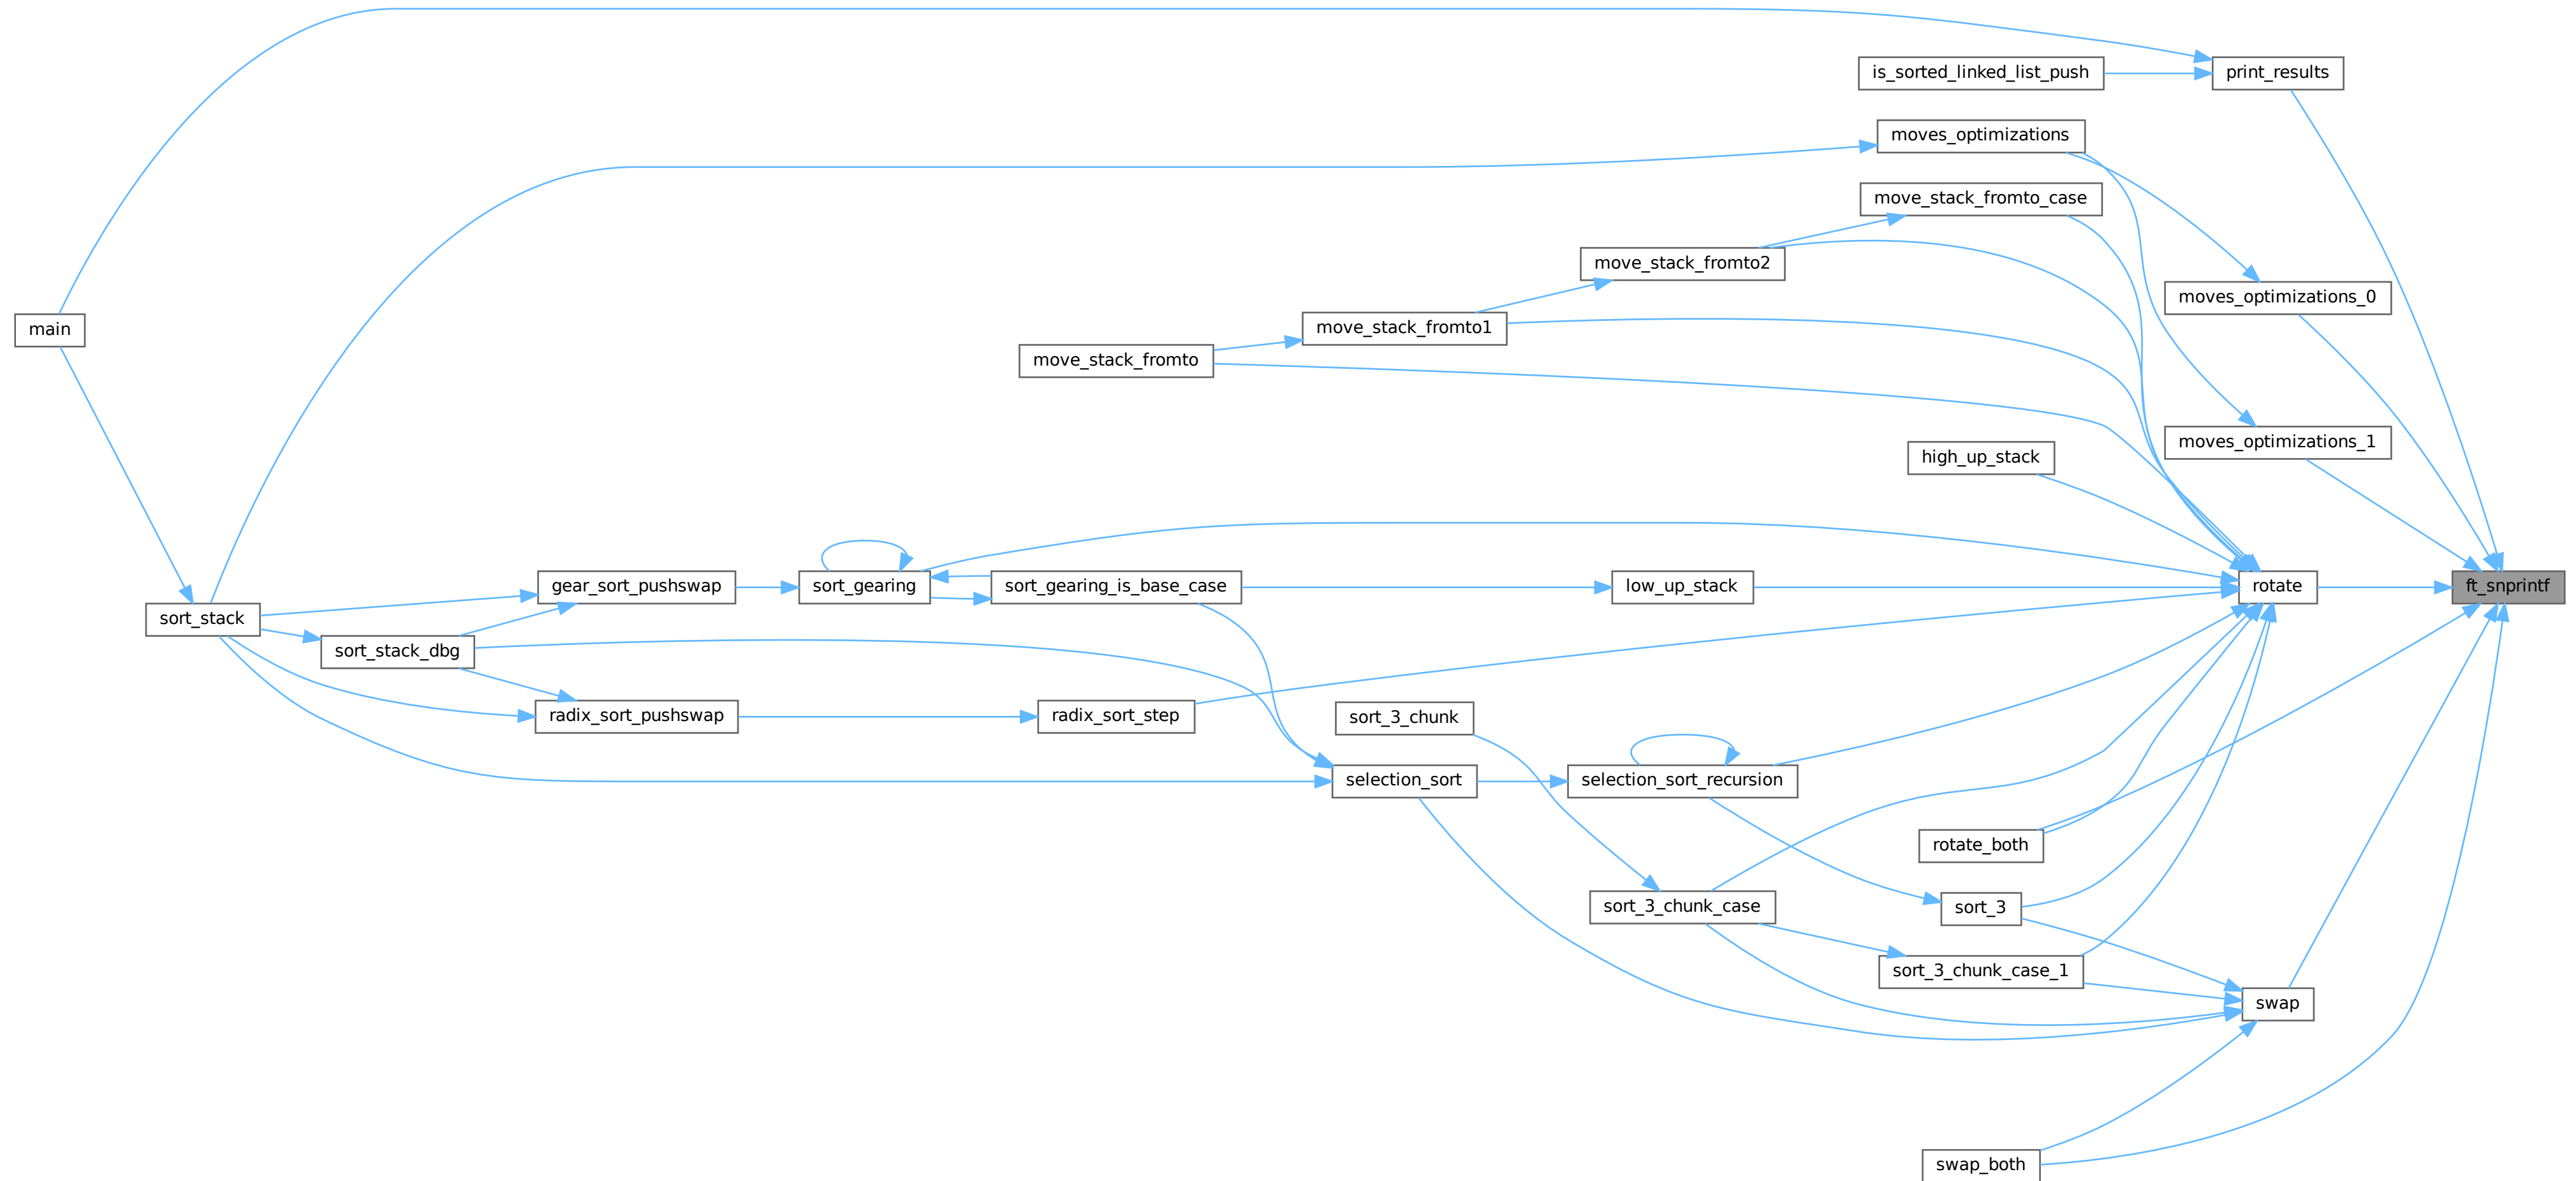 print_results
is_sorted_linked_list_push
moves_optimizations
move_stack_fromto_case
move_stack_fromto2
moves_optimizations_0
main
move_stack_fromto1
move_stack_fromto
moves_optimizations_1
high_up_stack
gear_sort_pushswap
sort_gearing
sort_gearing_is_base_case
low_up_stack
rotate
ft_snprintf
sort_stack
sort_stack_dbg
radix_sort_pushswap
radix_sort_step
sort_3_chunk
selection_sort
selection_sort_recursion
rotate_both
sort_3_chunk_case
sort_3
sort_3_chunk_case_1
swap
swap_both